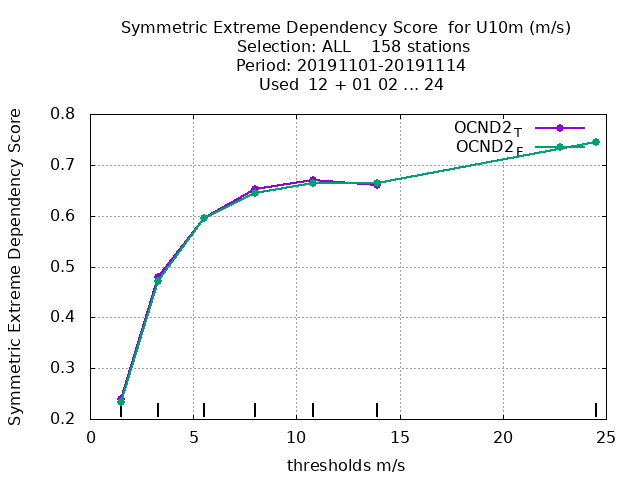 Symmetric Extreme Dependency Score for U10m (m/s)
Selection: ALL 158 stations
Period: 20191101-20191114
Used 12 + 01 02 ... 24
Symmetric Extreme Dependency Score
0.8
0.7
0.6
0.5
0.4
0.3
0.2
OCND2T
OCND2F
0 5 10 15 20 25
thresholds m/s